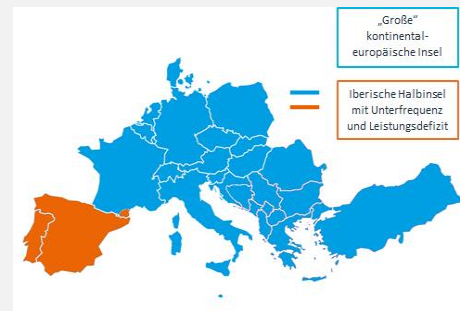 „Große“
kontinental-
europäische Insel
Iberische Halbinsel
mit Unterfrequenz
und Leistungsdefizit